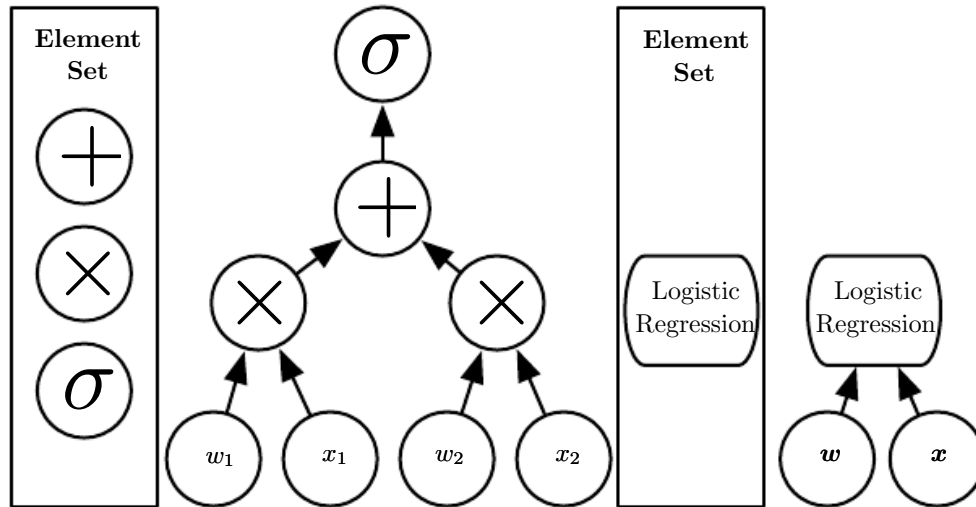 Element
Set
+
×
σ
σ
+
×
×
w₁
x₁
w₂
x₂
Element
Set
Logistic
Regression
Logistic
Regression
w
x